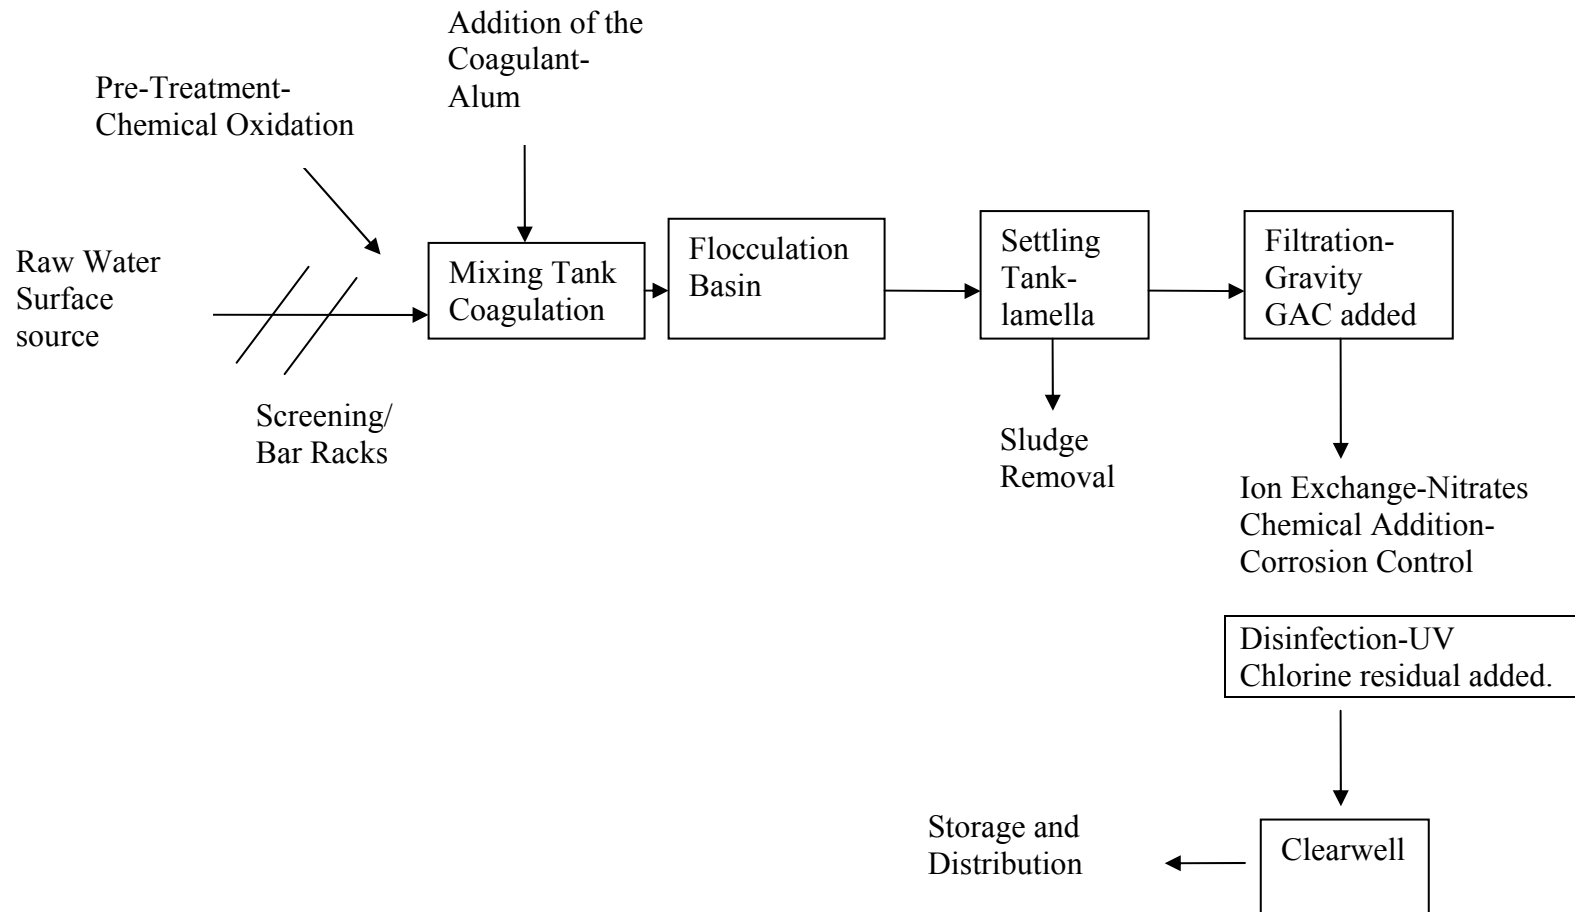 Addition of the
Coagulant-
Alum
Pre-Treatment-
Chemical Oxidation
Raw Water
Surface
source
Screening/
Bar Racks
Mixing Tank
Coagulation
Flocculation
Basin
Settling
Tank-
lamella
Sludge
Removal
Filtration-
Gravity
GAC added
Ion Exchange-Nitrates
Chemical Addition-
Corrosion Control
Disinfection-UV
Chlorine residual added.
Clearwell
Storage and
Distribution